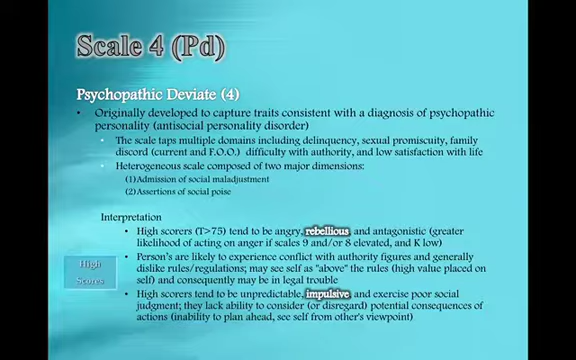 Scale 4 (Pd)
Psychopathic Deviate (4)
• Originally developed to capture traits consistent with a diagnosis of psychopathic
personality (antisocial personality disorder)
• The scale taps multiple domains including delinquency, sexual promiscuity, family
discord (current and F.O.O.) difficulty with authority, and low satisfaction with life
• Heterogeneous scale composed of two major dimensions:
(1)Admission of social maladjustment
(2)Assertions of social poise
Interpretation
• High scorers (T>75) tend to be angry, rebellious and antagonistic (greater
likelihood of acting on anger if scales 9 and/or 8 elevated, and K low)
• Person's are likely to experience conflict with authority figures and generally
dislike rules/regulations; may see self as "above" the rules (high value placed on
self) and consequently may be in legal trouble
• High scorers tend to be unpredictable, impulsive and exercise poor social
judgment; they lack ability to consider (or disregard) potential consequences of
actions (inability to plan ahead, see self from other's viewpoint)
High
Scores